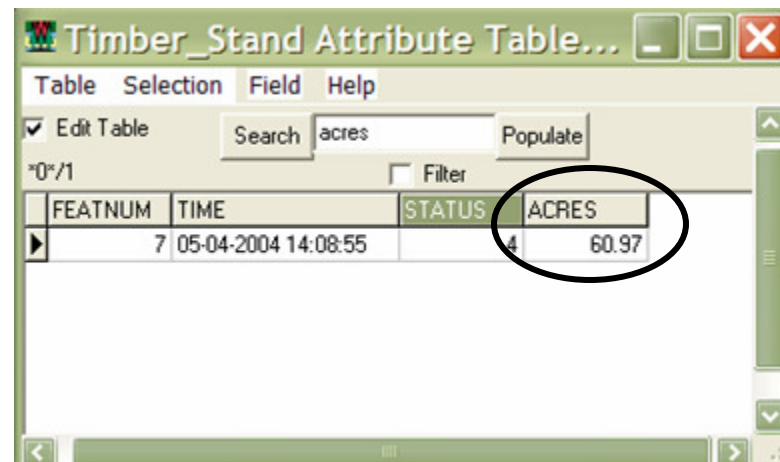 Timber_Stand Attribute Table...
Table Selection Field Help
Edit Table Search acres Populate
*0*/1 Filter
FEATNUM TIME STATUS ACRES
7 05-04-2004 14:08:55 4 60.97